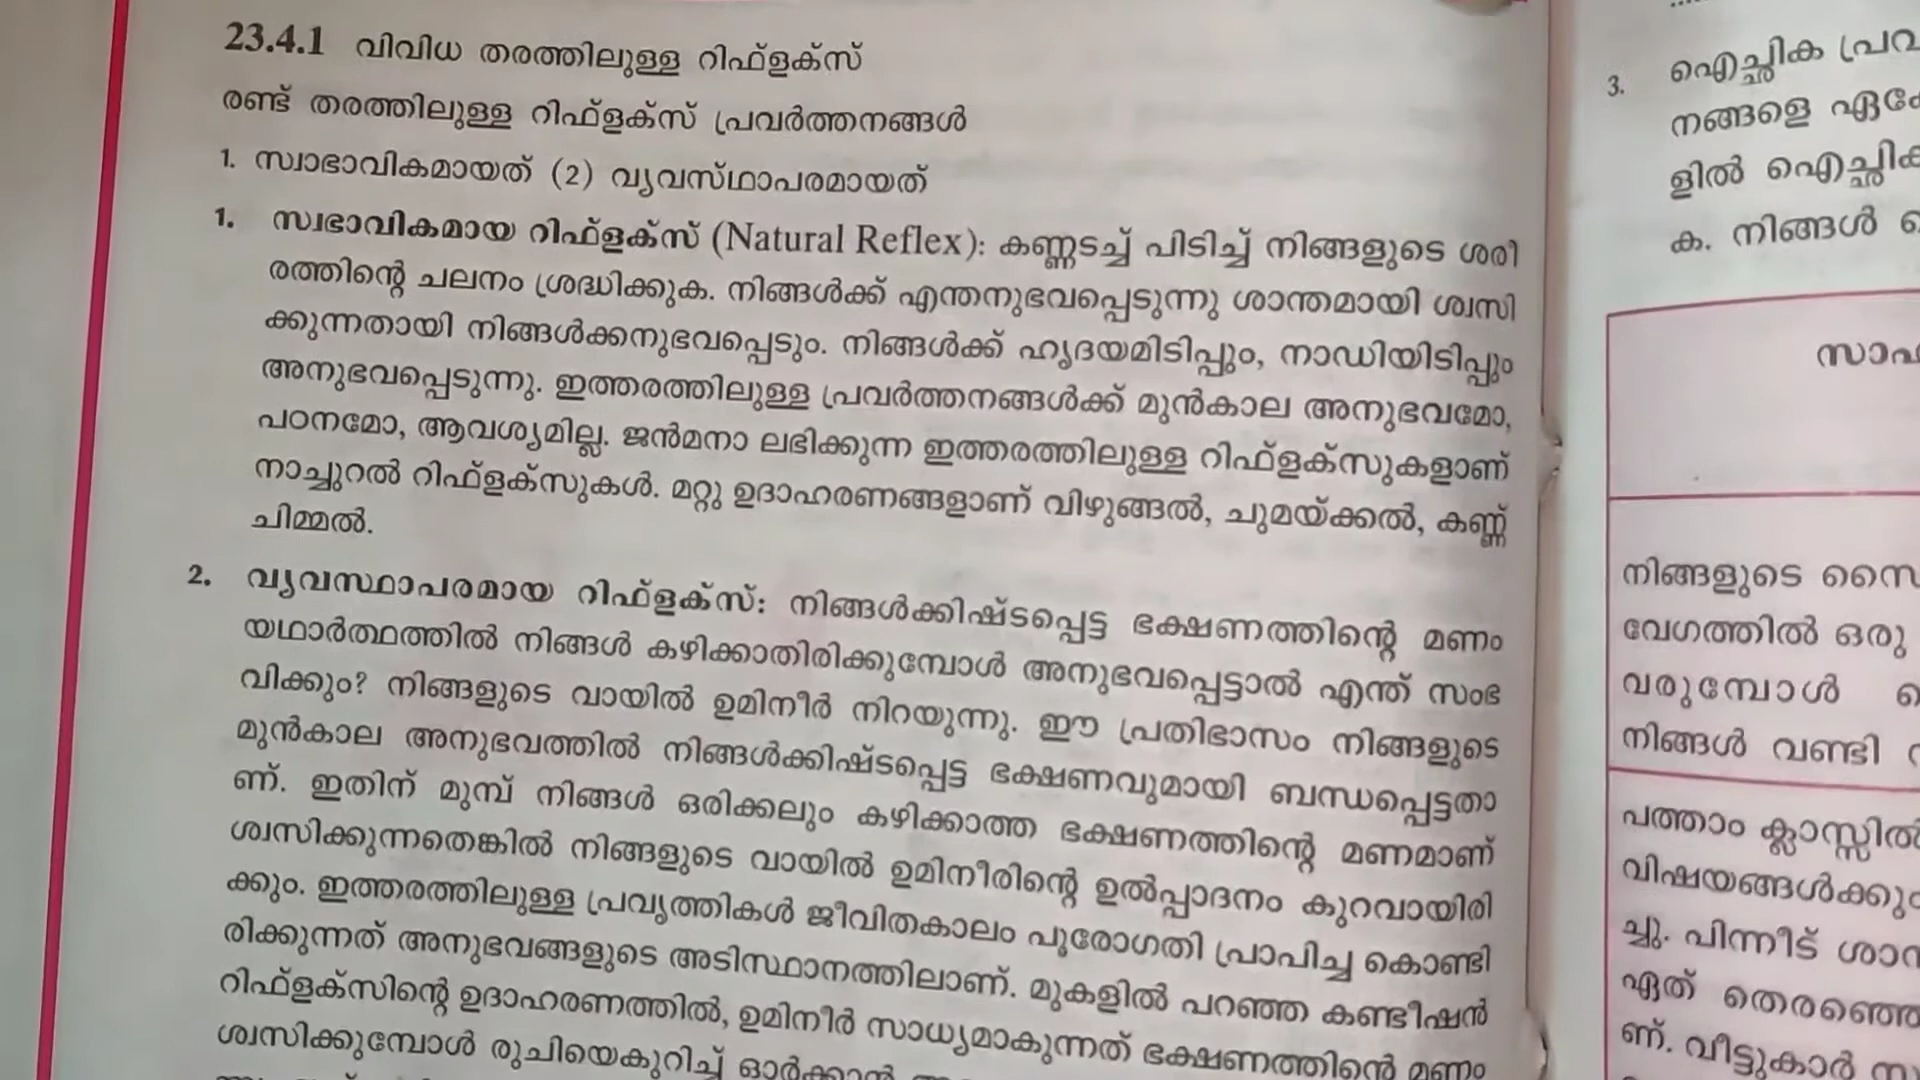 23.4.1 വിവിധ തരത്തിലുള്ള റിഫ്ളക്സ്
രണ്ട് തരത്തിലുള്ള റിഫ്ളക്സ് പ്രവർത്തനങ്ങൾ
1. സ്വാഭാവികമായത് (2) വ്യവസ്ഥാപരമായത്
1. സ്വഭാവികമായ റിഫ്ളക്സ് (Natural Reflex): കണ്ണടച്ച് പിടിച്ച് നിങ്ങളുടെ ശരീ
രത്തിന്റെ ചലനം ശ്രദ്ധിക്കുക. നിങ്ങൾക്ക് എന്തനുഭവപ്പെടുന്നു ശാന്തമായി ശ്വസി
ക്കുന്നതായി നിങ്ങൾക്കനുഭവപ്പെടും. നിങ്ങൾക്ക് ഹൃദയമിടിപ്പും, നാഡിയിടിപ്പും
അനുഭവപ്പെടുന്നു. ഇത്തരത്തിലുള്ള പ്രവർത്തനങ്ങൾക്ക് മുൻകാല അനുഭവമോ,
പഠനമോ, ആവശ്യമില്ല. ജൻമനാ ലഭിക്കുന്ന ഇത്തരത്തിലുള്ള റിഫ്ളക്സുകളാണ്
നാച്ചുറൽ റിഫ്ളക്സുകൾ. മറ്റു ഉദാഹരണങ്ങളാണ് വിഴുങ്ങൽ, ചുമയ്ക്കൽ, കണ്ണ്
ചിമ്മൽ.
2. വ്യവസ്ഥാപരമായ റിഫ്ളക്സ്: നിങ്ങൾക്കിഷ്ടപ്പെട്ട ഭക്ഷണത്തിന്റെ മണം
യഥാർത്ഥത്തിൽ നിങ്ങൾ കഴിക്കാതിരിക്കുമ്പോൾ അനുഭവപ്പെട്ടാൽ എന്ത് സംഭ
വിക്കും? നിങ്ങളുടെ വായിൽ ഉമിനീർ നിറയുന്നു. ഈ പ്രതിഭാസം നിങ്ങളുടെ
മുൻകാല അനുഭവത്തിൽ നിങ്ങൾക്കിഷ്ടപ്പെട്ട ഭക്ഷണവുമായി ബന്ധപ്പെട്ടതാ
ണ്. ഇതിന് മുമ്പ് നിങ്ങൾ ഒരിക്കലും കഴിക്കാത്ത ഭക്ഷണത്തിന്റെ മണമാണ്
ശ്വസിക്കുന്നതെങ്കിൽ നിങ്ങളുടെ വായിൽ ഉമിനീരിന്റെ ഉൽപ്പാദനം കുറവായിരി
ക്കും. ഇത്തരത്തിലുള്ള പ്രവൃത്തികൾ ജീവിതകാലം പുരോഗതി പ്രാപിച്ച കൊണ്ടി
രിക്കുന്നത് അനുഭവങ്ങളുടെ അടിസ്ഥാനത്തിലാണ്. മുകളിൽ പറഞ്ഞ കണ്ടീഷൻ
റിഫ്ളക്സിന്റെ ഉദാഹരണത്തിൽ, ഉമിനീർ സാധ്യമാകുന്നത് ഭക്ഷണത്തിന്റെ മണം
ശ്വസിക്കുമ്പോൾ രുചിയെകുറിച്ച് ഓർക്കാൻ
3. ഐച്ഛിക പ്രവ
നങ്ങളെ
ളിൽ
ക. നിങ്ങൾ
നിങ്ങളുടെ
വേഗത്തിൽ ഒരു
വരുമ്പോൾ
നിങ്ങൾ വണ്ടി
പത്താം ക്ലാസ്സിൽ
വിഷയങ്ങൾക്കും
ച്ചു. പിന്നീട്
ഏത്
ണ്. വീട്ടുകാർ